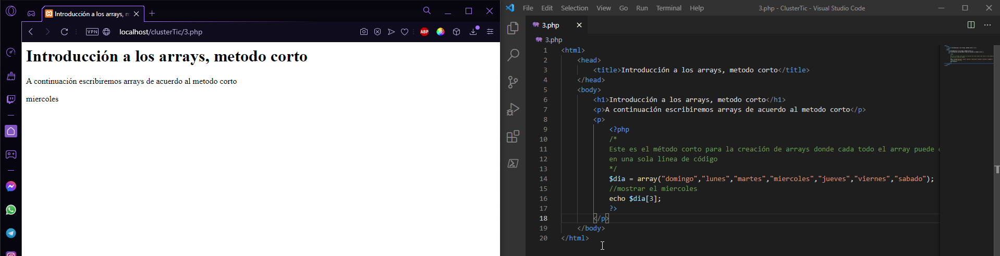 Introducción a los arrays, m
VPN
localhost/clusterTic/3.php
ABP
Introducción a los arrays, metodo corto
A continuación escribiremos arrays de acuerdo al metodo corto
miercoles
File Edit Selection View Go Run Terminal Help
3.php - ClusterTic - Visual Studio Code
3.php
3.php
1 <html>
2 <head>
3 <title>Introducción a los arrays, metodo corto</title>
4 </head>
5 <body>
6 <h1>Introducción a los arrays, metodo corto</h1>
7 <p>A continuación escribiremos arrays de acuerdo al metodo corto</p>
8 <p>
9 <?php
10 /*
11 Este es el método corto para la creación de arrays donde cada todo el array puede
12 en una sola linea de código
13 */
14 $dia = array("domingo","lunes","martes","miercoles","jueves","viernes","sabado");
15 //mostrar el miercoles
16 echo $dia[3];
17 ?>
18 </p>
19 </body>
20 </html>